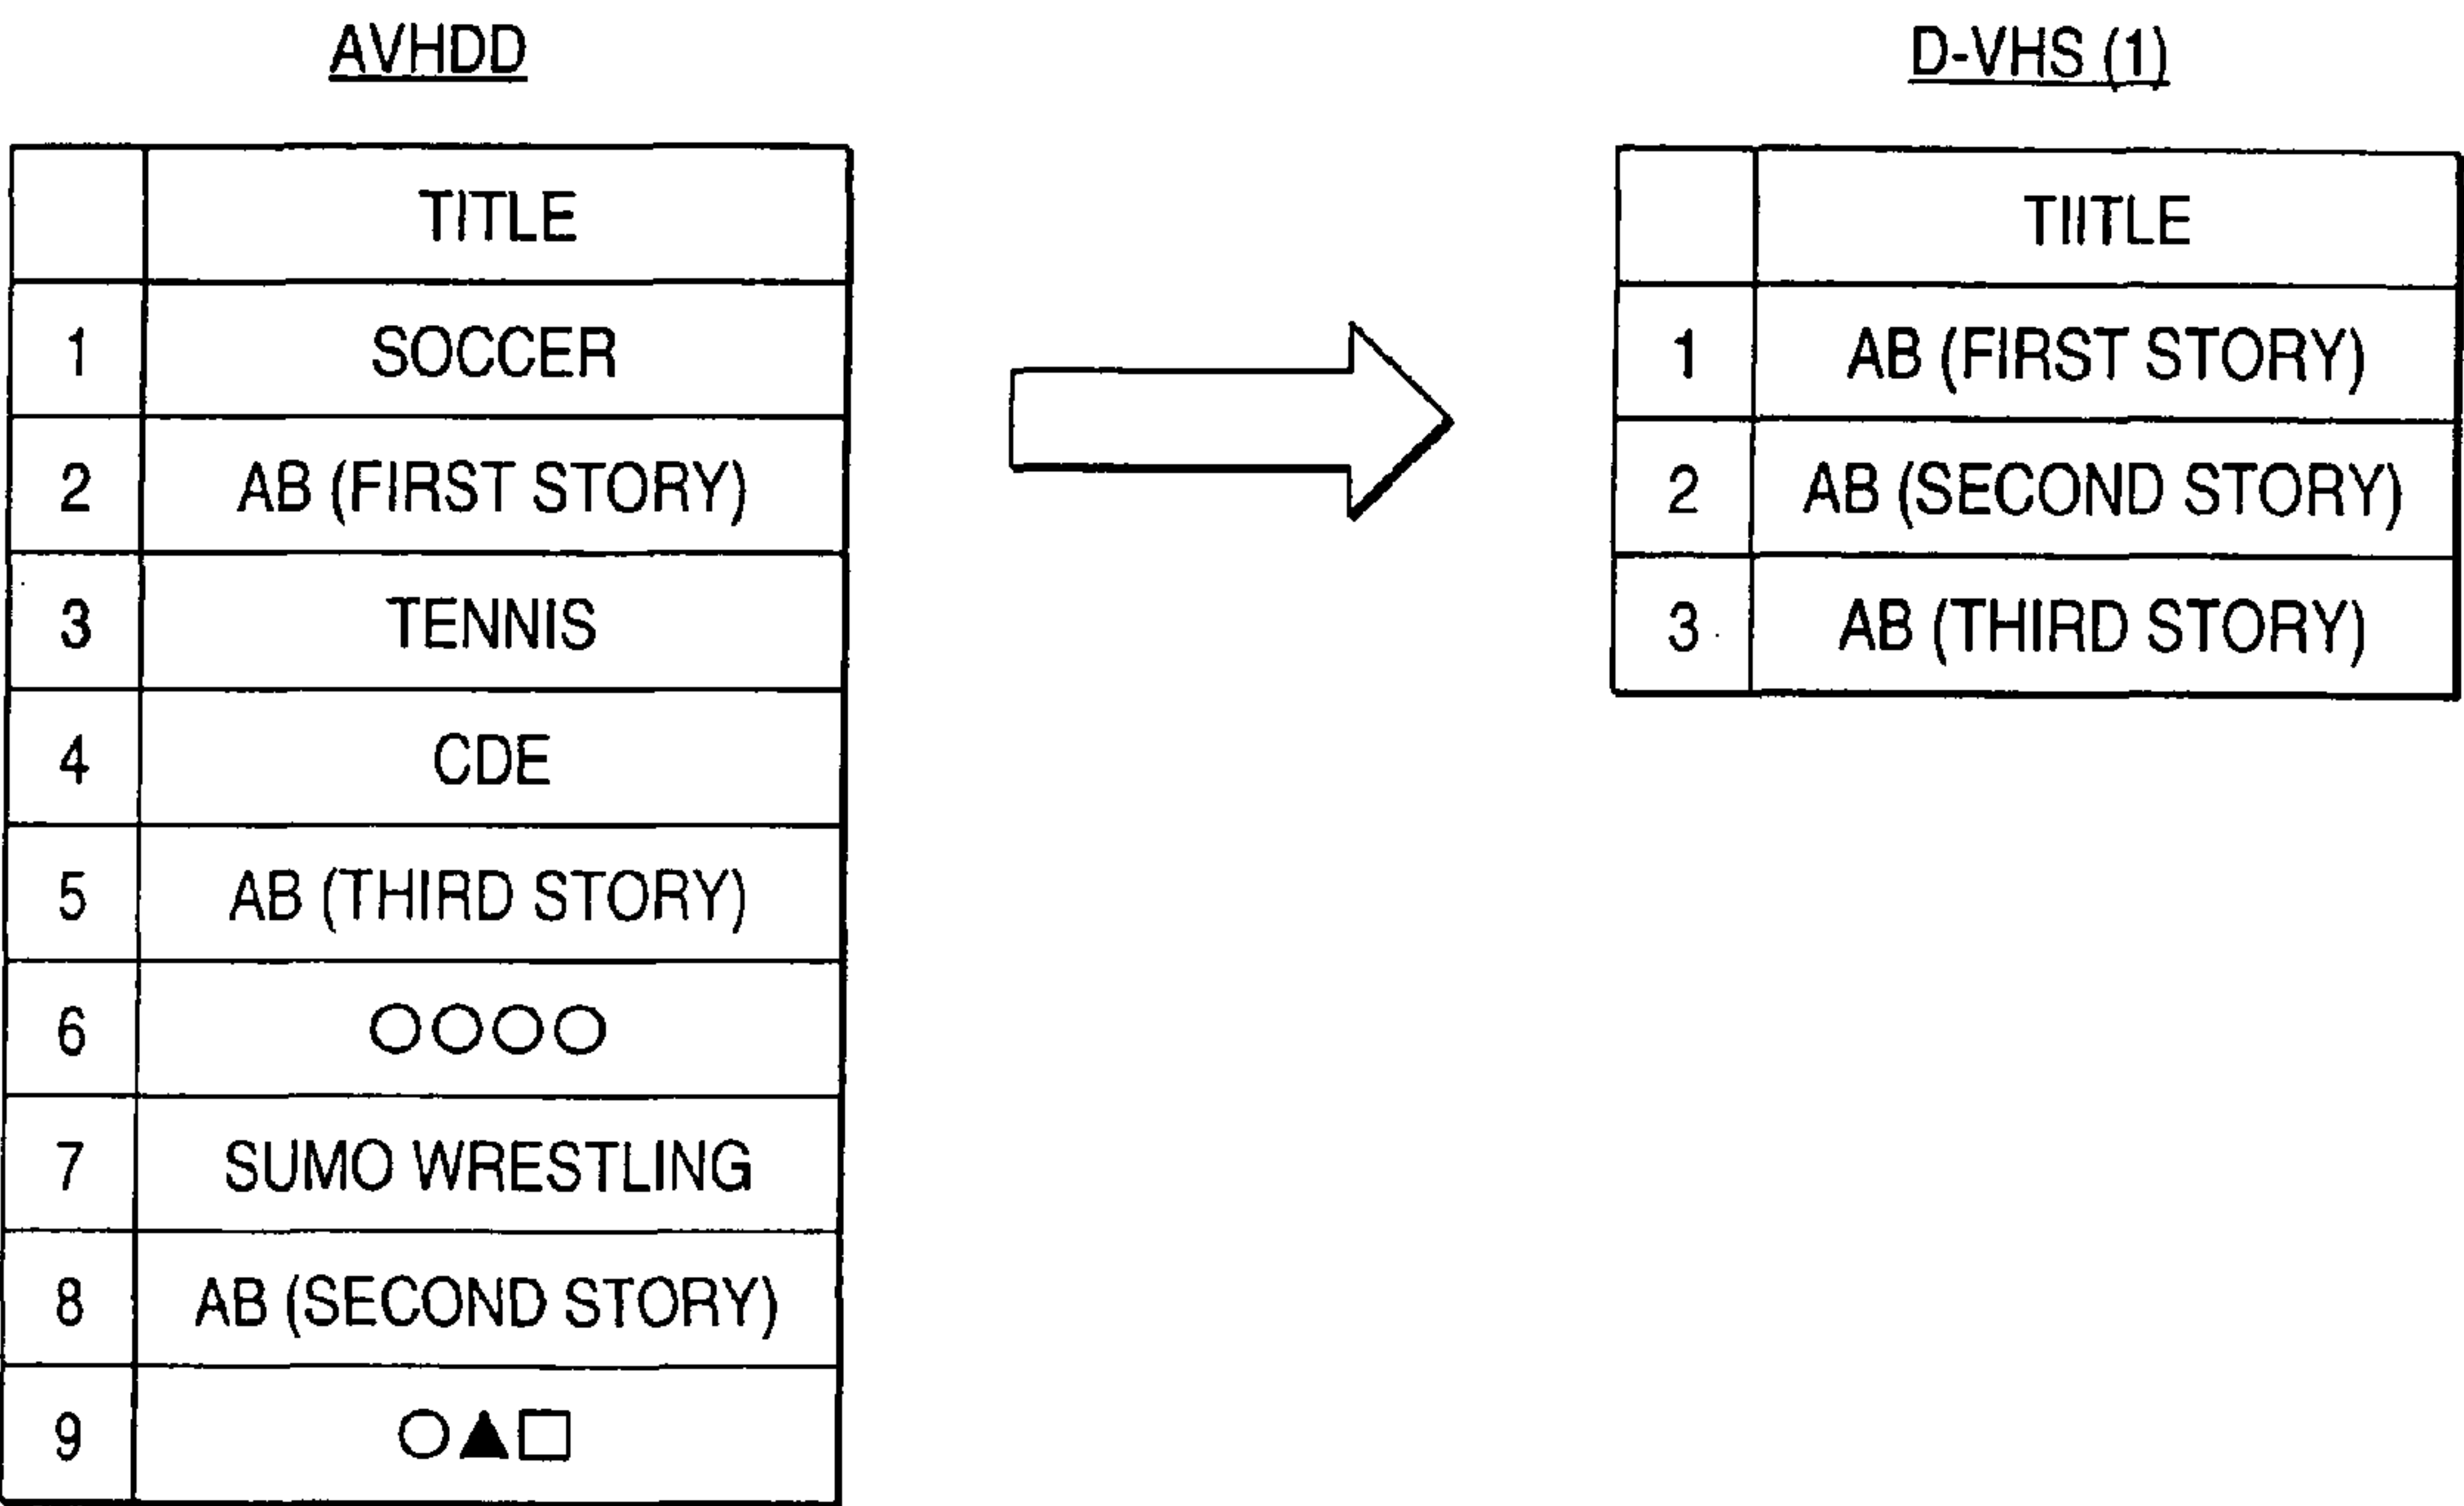 AVHDD
TITLE
1 SOCCER
2 AB (FIRST STORY)
3 TENNIS
4 CDE
5 AB (THIRD STORY)
6 ○○○○
7 SUMO WRESTLING
8 AB (SECOND STORY)
9 ○▲□
D-VHS (1)
TIITLE
1 AB (FIRST STORY)
2 AB (SECOND STORY)
3 AB (THIRD STORY)